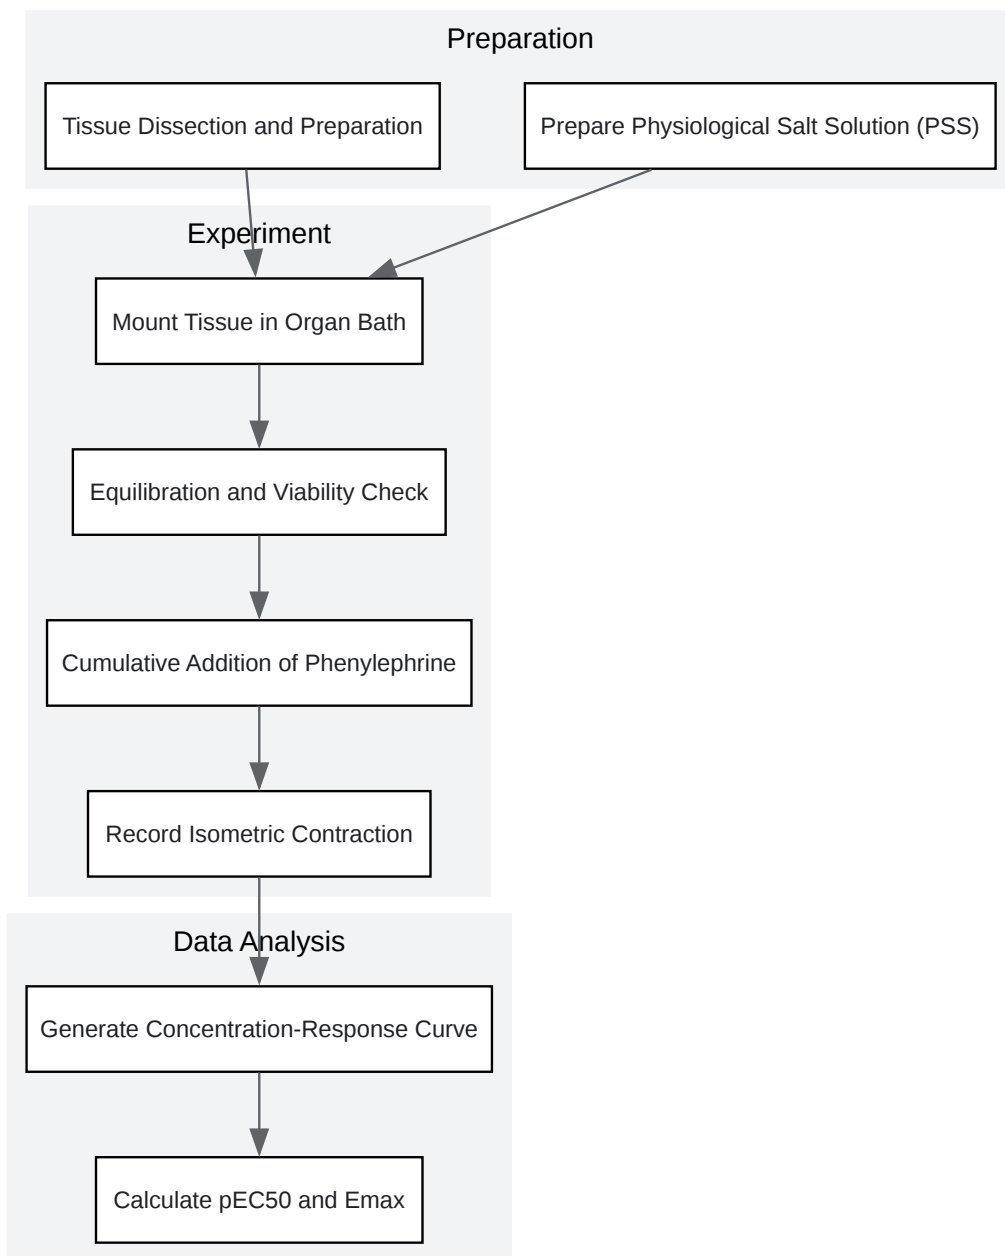 Preparation
Tissue Dissection and Preparation
Prepare Physiological Salt Solution (PSS)
Experiment
Mount Tissue in Organ Bath
Equilibration and Viability Check
Cumulative Addition of Phenylephrine
Record Isometric Contraction
Data Analysis
Generate Concentration-Response Curve
Calculate pEC50 and Emax